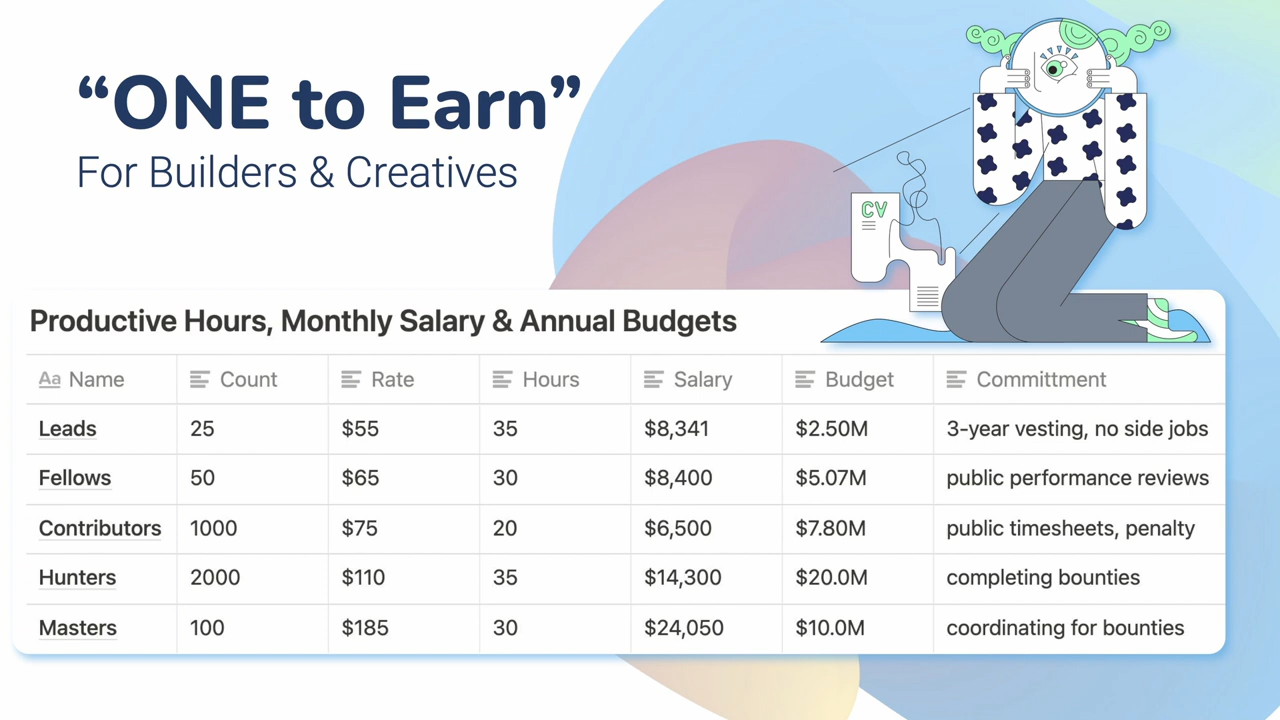 “ONE to Earn”
For Builders & Creatives
CV
Productive Hours, Monthly Salary & Annual Budgets
Aa Name Count Rate Hours Salary Budget Committment
Leads 25 $55 35 $8,341 $2.50M 3-year vesting, no side jobs
Fellows 50 $65 30 $8,400 $5.07M public performance reviews
Contributors 1000 $75 20 $6,500 $7.80M public timesheets, penalty
Hunters 2000 $110 35 $14,300 $20.0M completing bounties
Masters 100 $185 30 $24,050 $10.0M coordinating for bounties